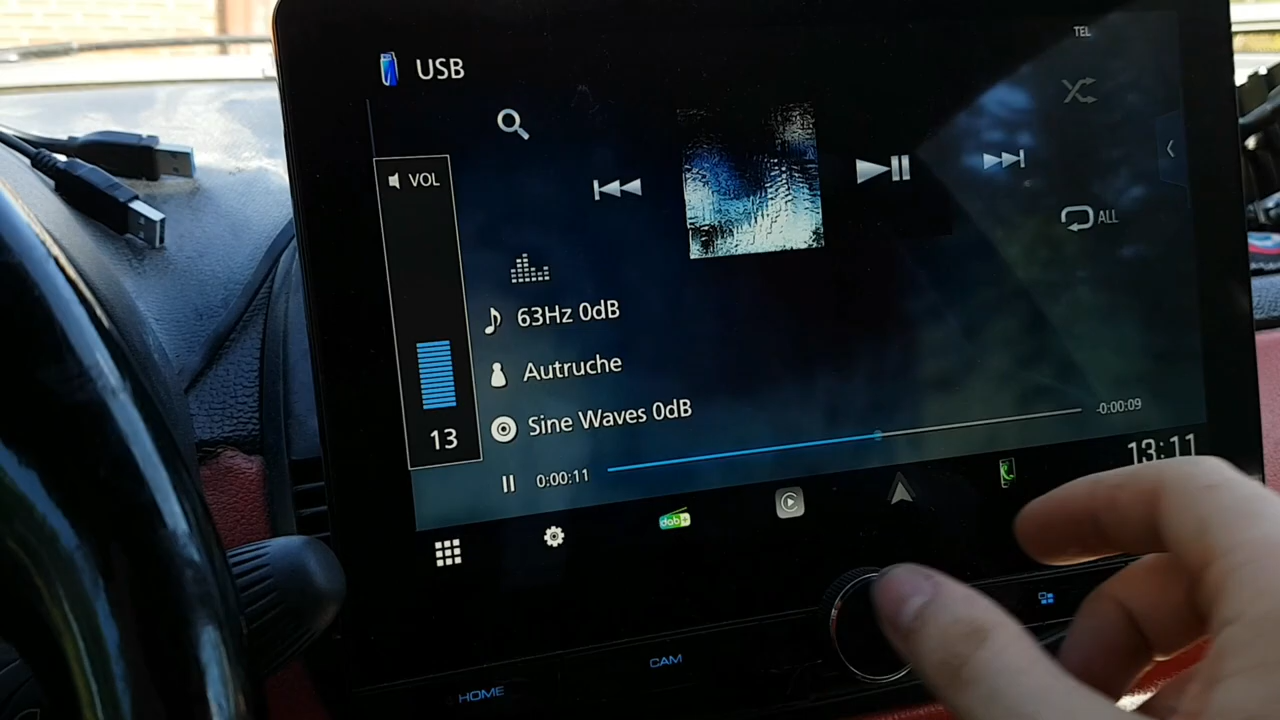 USB
TEL
VOL
ALL
63Hz 0dB
Autruche
Sine Waves 0dB
13
0:00:11
-0:00:09
13:11
dab+
HOME
CAM